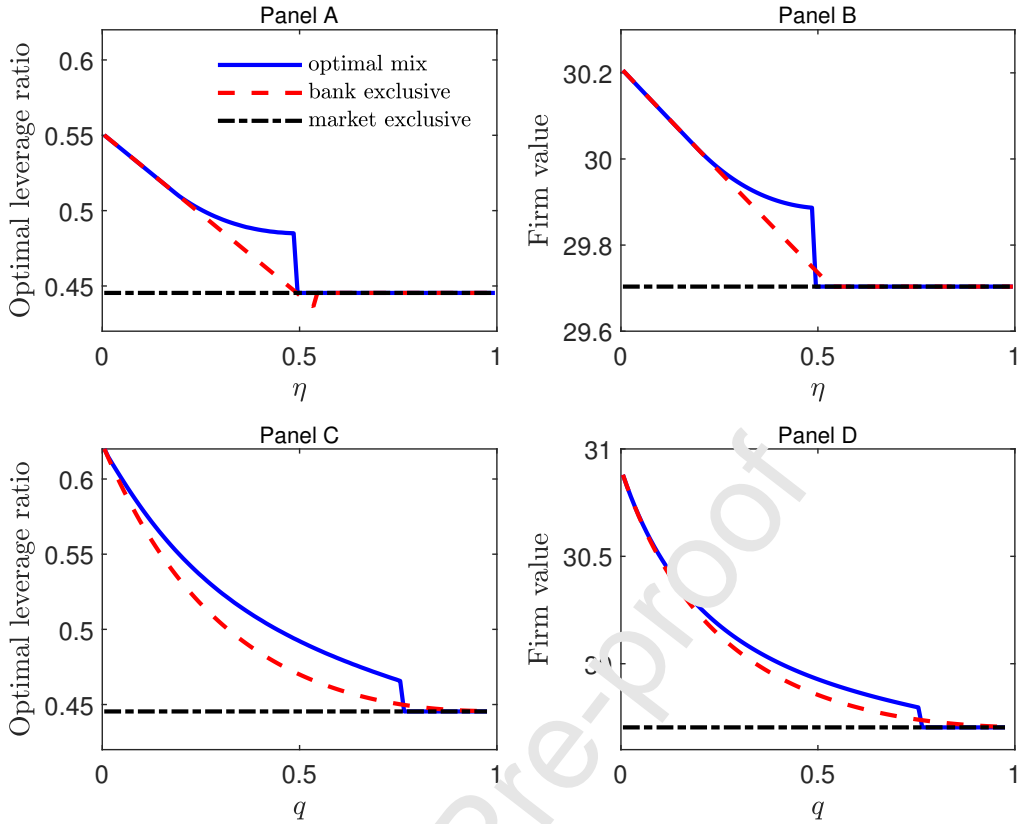 Panel A
Optimal leverage ratio
0.6
0.55
0.5
0.45
optimal mix
bank exclusive
market exclusive
0
0.5
1
η
Panel B
Firm value
30.2
30
29.8
29.6
0
0.5
1
η
Panel C
Optimal leverage ratio
0.6
0.55
0.5
0.45
0
0.5
1
q
Panel D
Firm value
31
30.5
30
0
0.5
1
q
Pre-proof